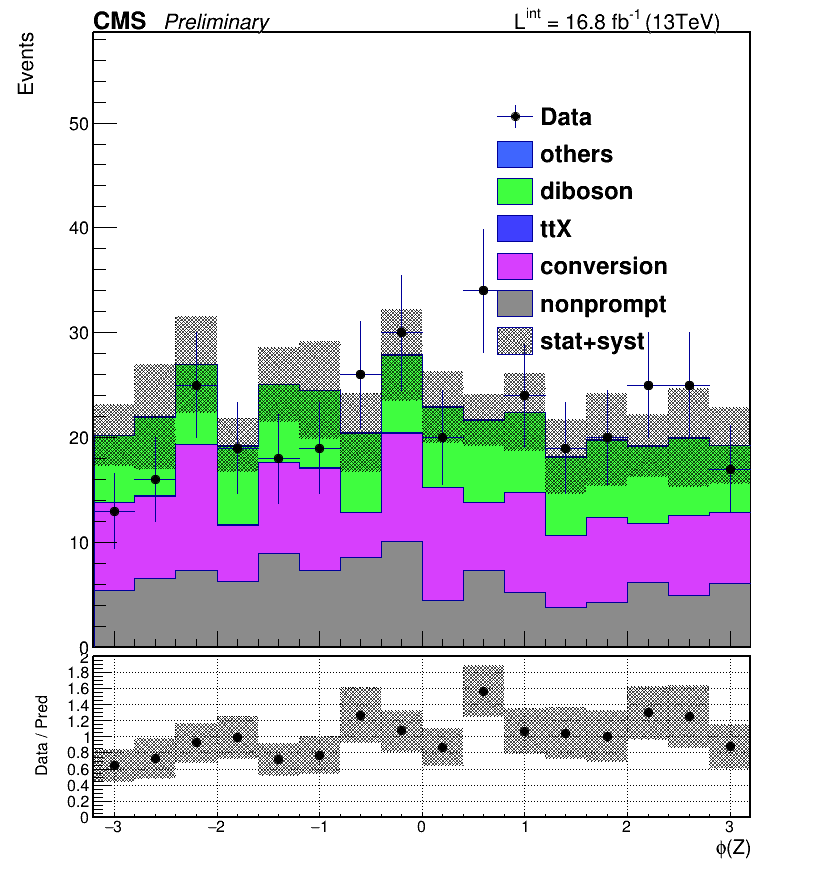 CMS Preliminary L^int = 16.8 fb^-1 (13TeV)
Events
50
40
30
20
10
0
Data
others
diboson
ttX
conversion
nonprompt
stat+syst
Data / Pred
2
1.8
1.6
1.4
1.2
1
0.8
0.6
0.4
0.2
0
−3 −2 −1 0 1 2 3
ϕ(Z)